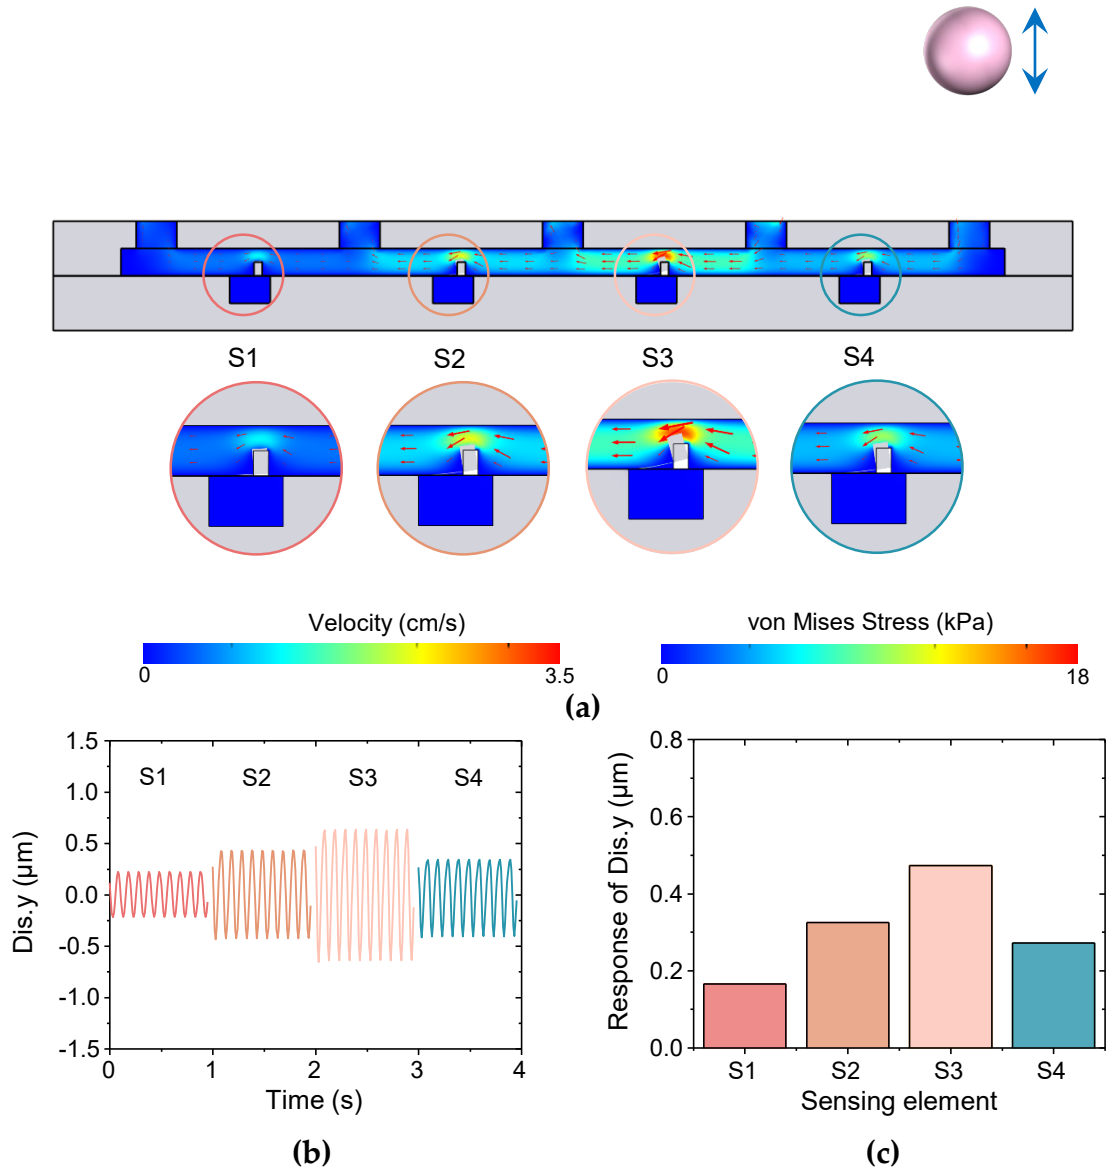 S1 S2 S3 S4
Velocity (cm/s) von Mises Stress (kPa)
0 3.5 0 18
(a)
1.5
1.0
0.5
0.0
-0.5
-1.0
-1.5
Dis.y (μm)
S1 S2 S3 S4
0 1 2 3 4
Time (s)
(b)
0.8
0.6
0.4
0.2
0.0
Response of Dis.y (μm)
S1 S2 S3 S4
Sensing element
(c)